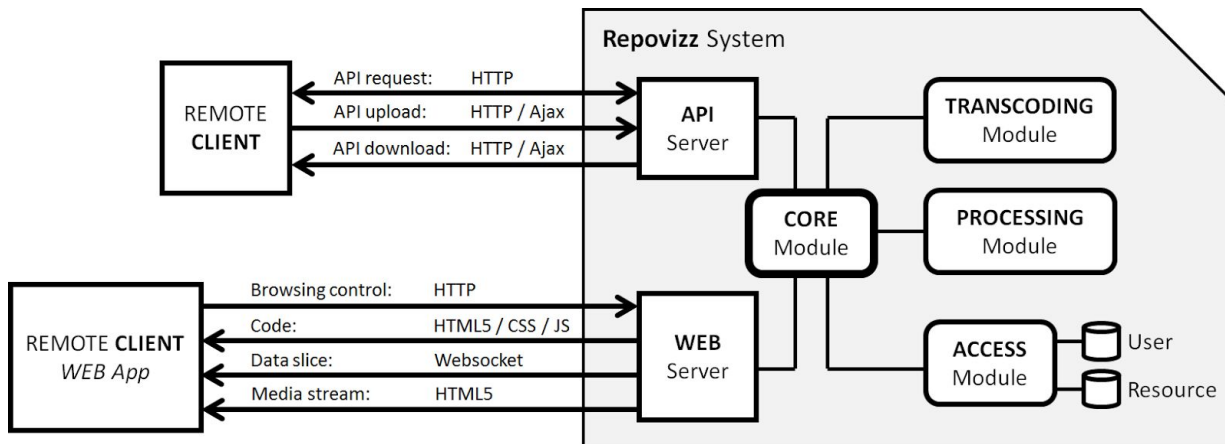 Repovizz System
API request: HTTP
API upload: HTTP / Ajax
API download: HTTP / Ajax
REMOTE
CLIENT
API
Server
TRANSCODING
Module
CORE
Module
PROCESSING
Module
Browsing control: HTTP
Code: HTML5 / CSS / JS
Data slice: Websocket
Media stream: HTML5
REMOTE CLIENT
WEB App
WEB
Server
ACCESS
Module
User
Resource